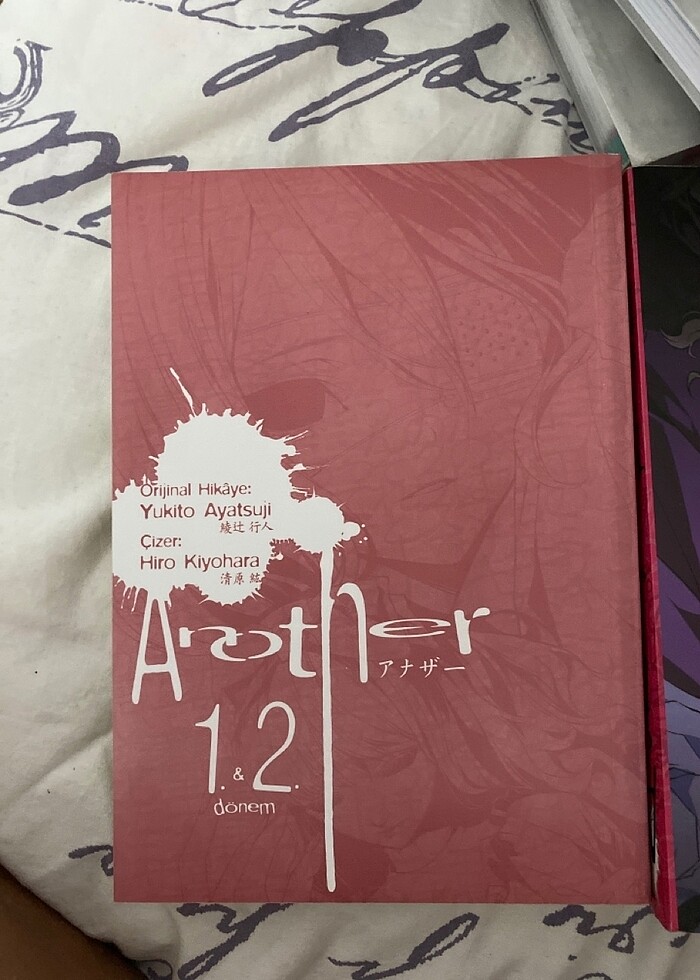 Orijinal Hikâye:
Yukito Ayatsuji
綾辻 行人
Çizer:
Hiro Kiyohara
清原 紘
Another
アナザー
1. & 2.
dönem